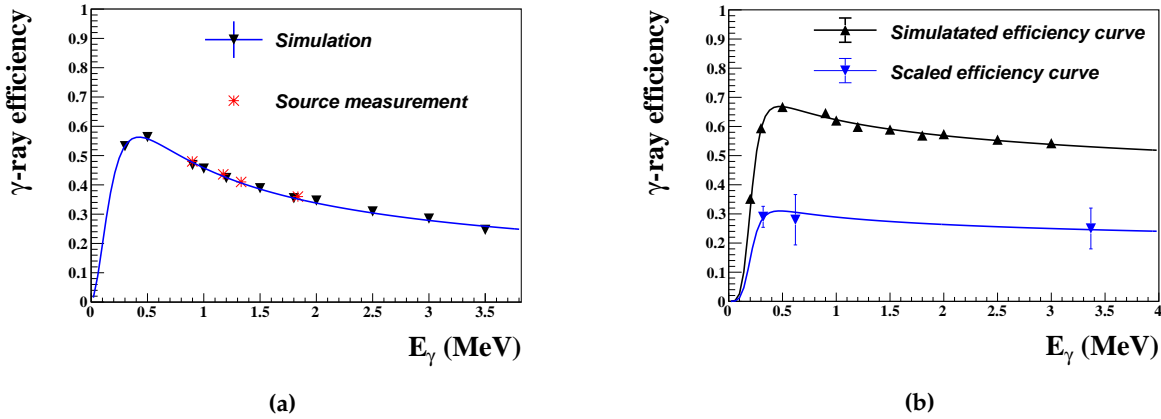 γ-ray efficiency
1
0.9
0.8
0.7
0.6
0.5
0.4
0.3
0.2
0.1
0
0 0.5 1 1.5 2 2.5 3 3.5
Simulation
Source measurement
Eγ (MeV)
(a)
γ-ray efficiency
1
0.9
0.8
0.7
0.6
0.5
0.4
0.3
0.2
0.1
0
0 0.5 1 1.5 2 2.5 3 3.5 4
Simulatated efficiency curve
Scaled efficiency curve
Eγ (MeV)
(b)